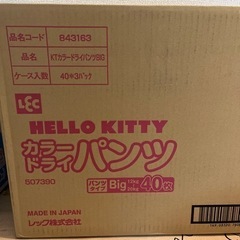 品名コード 843163
品名 KTカラードライパンツBIG
ケース入数 40*3パック
LEC
HELLO KITTY
カラー
ドライ
パンツ
507390
パンツ
タイプ
Big
40枚
MADE IN JAPAN
レック株式会社